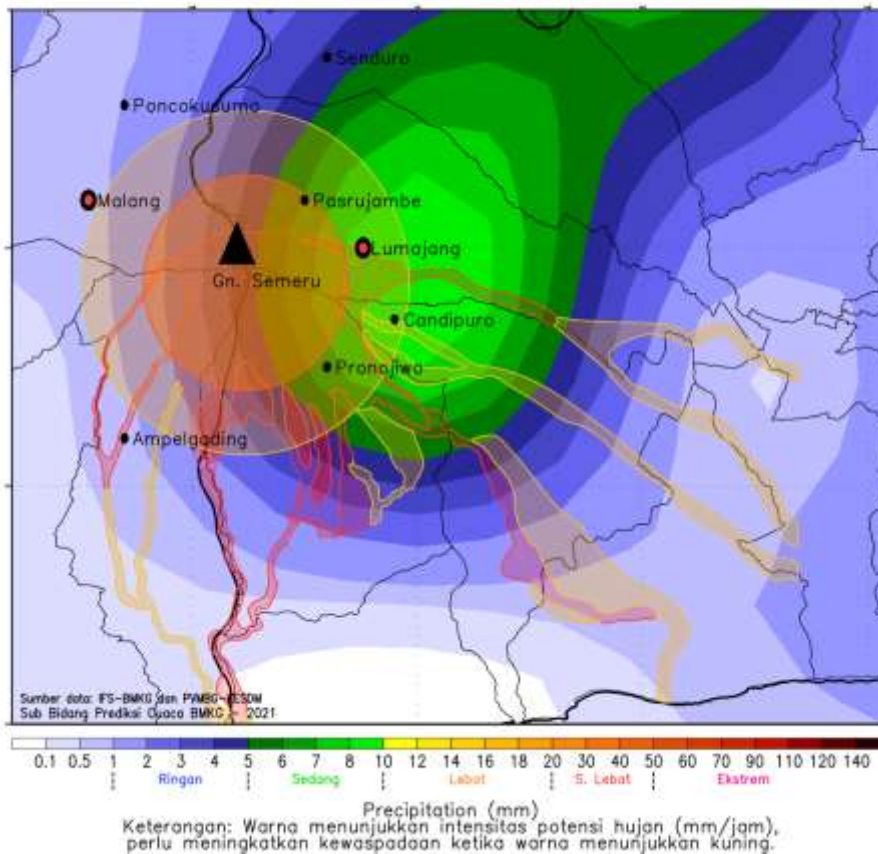 Senduro
Poncokusumo
Malang
Pasrujambe
Lumajang
Gn. Semeru
Candipuro
Pronojiwo
Ampelgading
Sumber data: IFS-BMKG dan PVMBG-KESDM
Sub Bidang Prediksi Cuaca BMKG - 2021
0.1 0.5 1 2 3 4 5 6 7 8 10 12 14 16 18 20 30 40 50 60 70 90 110 120 140
Ringan Sedang Lebat S. Lebat Ekstrem
Precipitation (mm)
Keterangan: Warna menunjukkan intensitas potensi hujan (mm/jam),
perlu meningkatkan kewaspadaan ketika warna menunjukkan kuning.